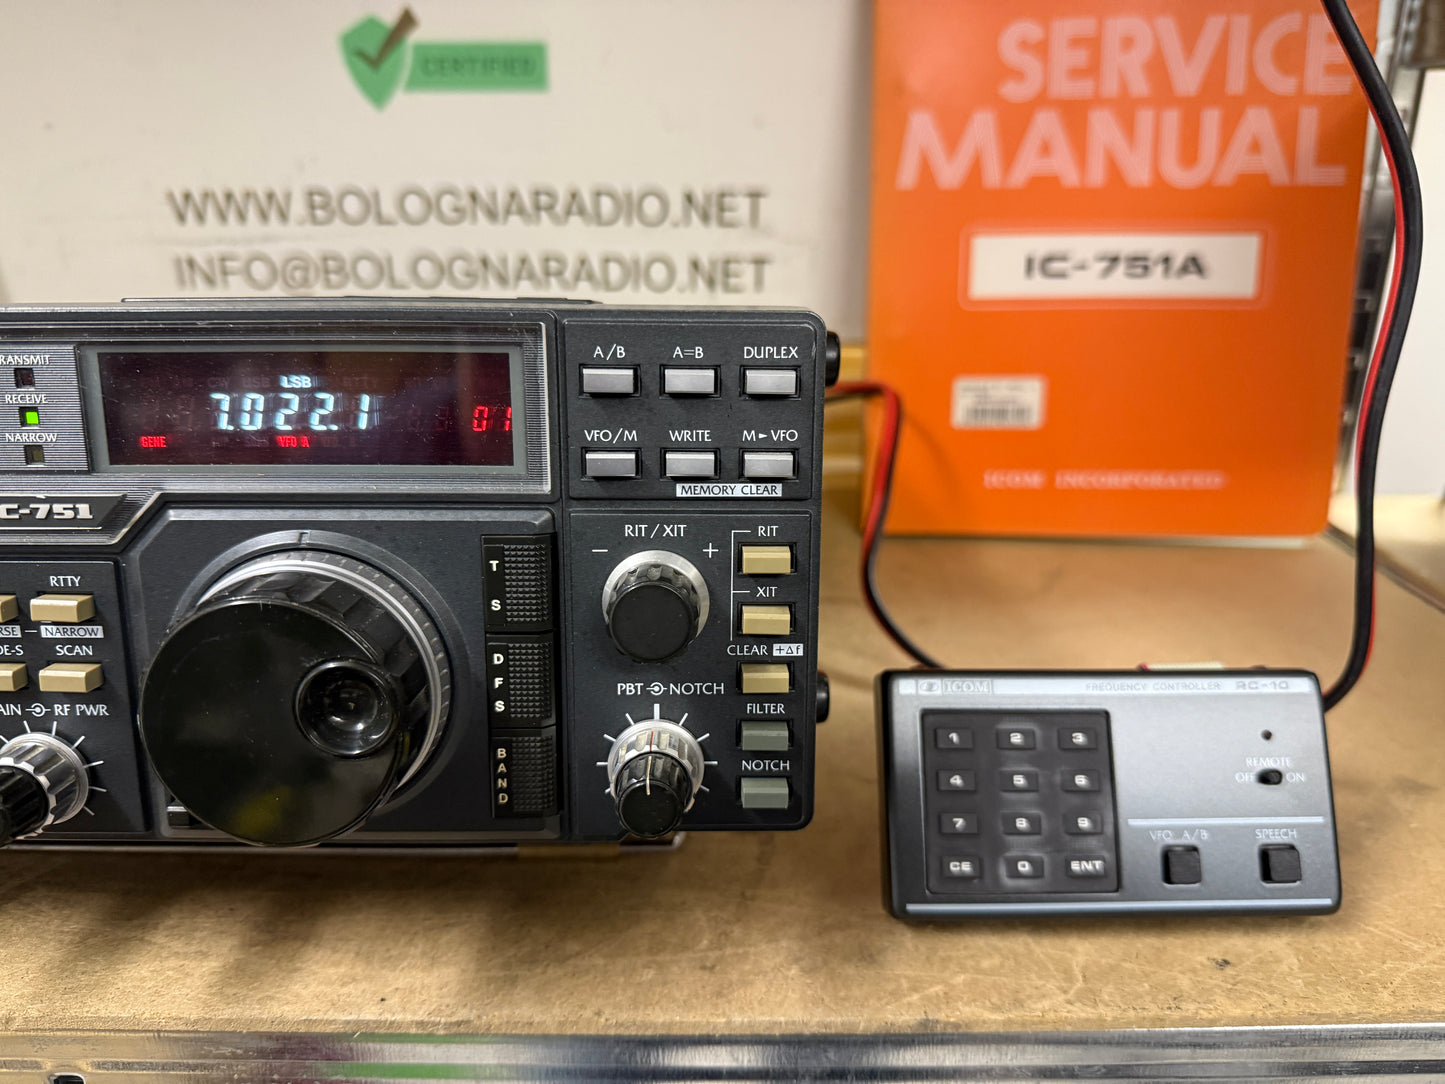 CERTIFIED
WWW.BOLOGNARADIO.NET
INFO@BOLOGNARADIO.NET
SERVICE
MANUAL
IC-751A
ICOM INCORPORATED
TRANSMIT
RECEIVE
NARROW
LSB
7.022.1
01
GENE
VFO A
IC-751
A/B
A=B
DUPLEX
VFO/M
WRITE
M►VFO
MEMORY CLEAR
RTTY
NARROW
SCAN
RF PWR
T
S
D
F
S
B
A
N
D
RIT/XIT
− +
RIT
XIT
CLEAR +Δf
PBT NOTCH
FILTER
NOTCH
ICOM FREQUENCY CONTROLLER RC-10
1 2 3
4 5 6
7 8 9
CE 0 ENT
REMOTE
OFF ON
VFO A/B
SPEECH